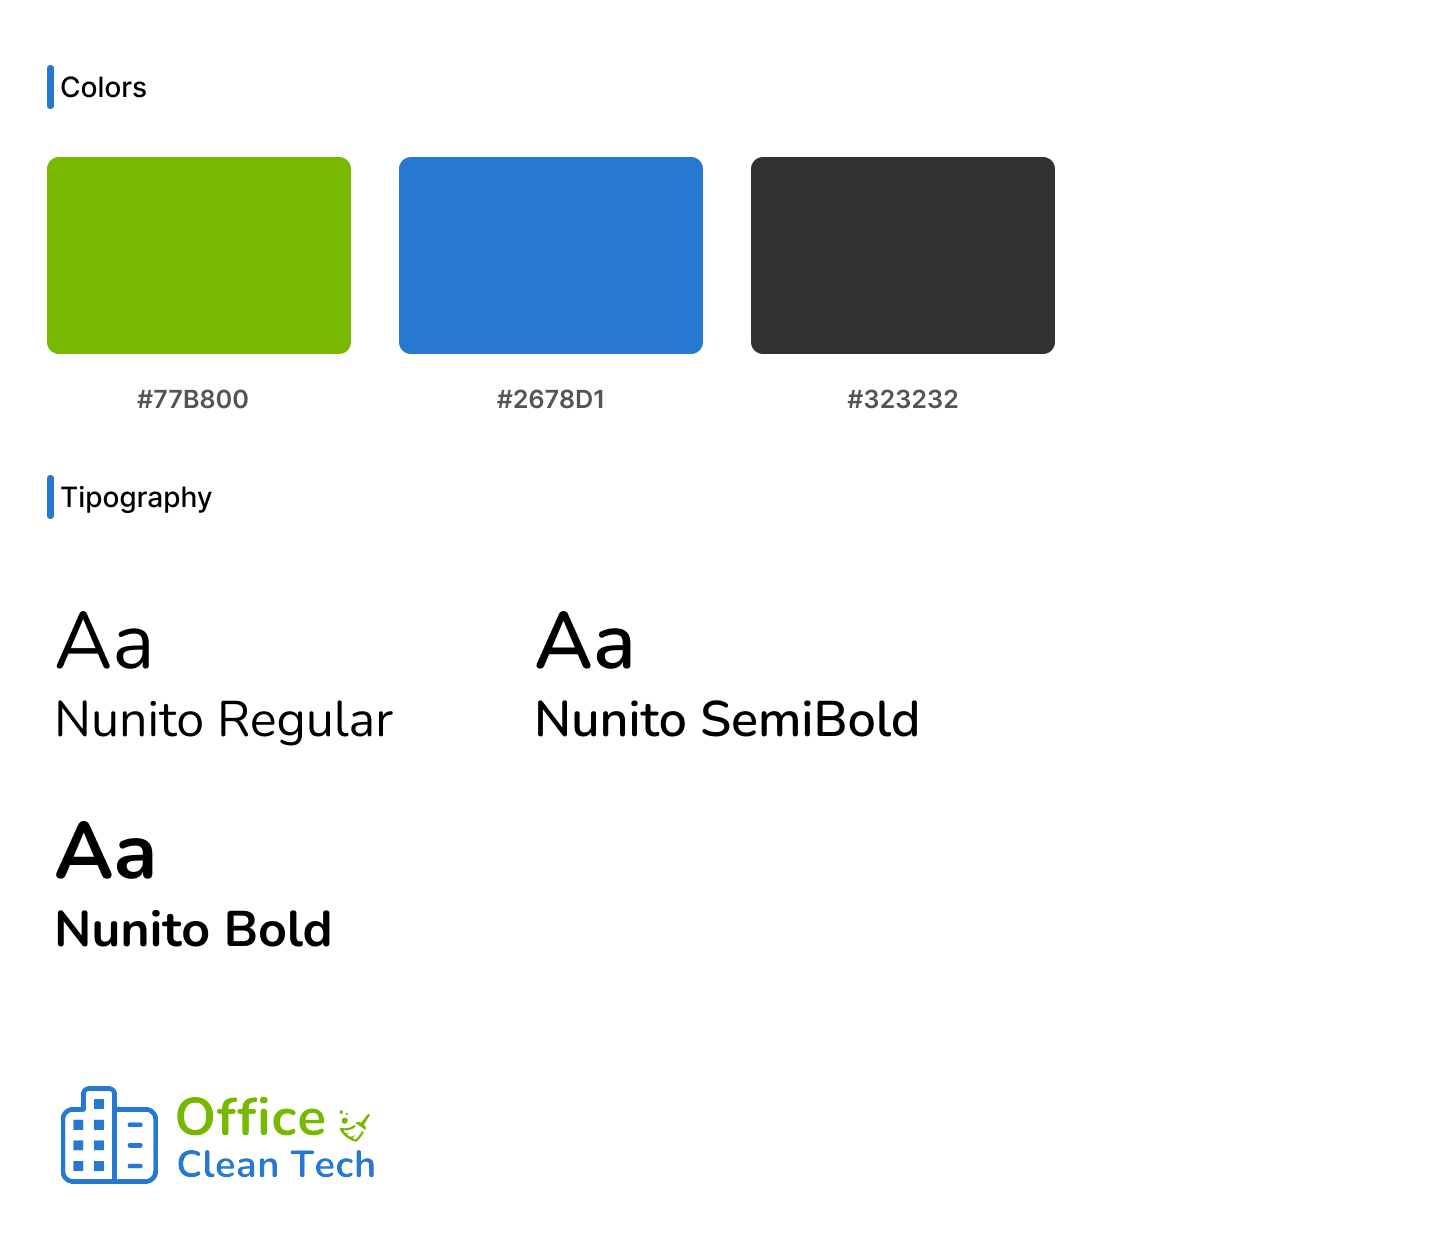 Colors
#77B800
#2678D1
#323232
Tipography
Aa
Nunito Regular
Aa
Nunito SemiBold
Aa
Nunito Bold
Office
Clean Tech